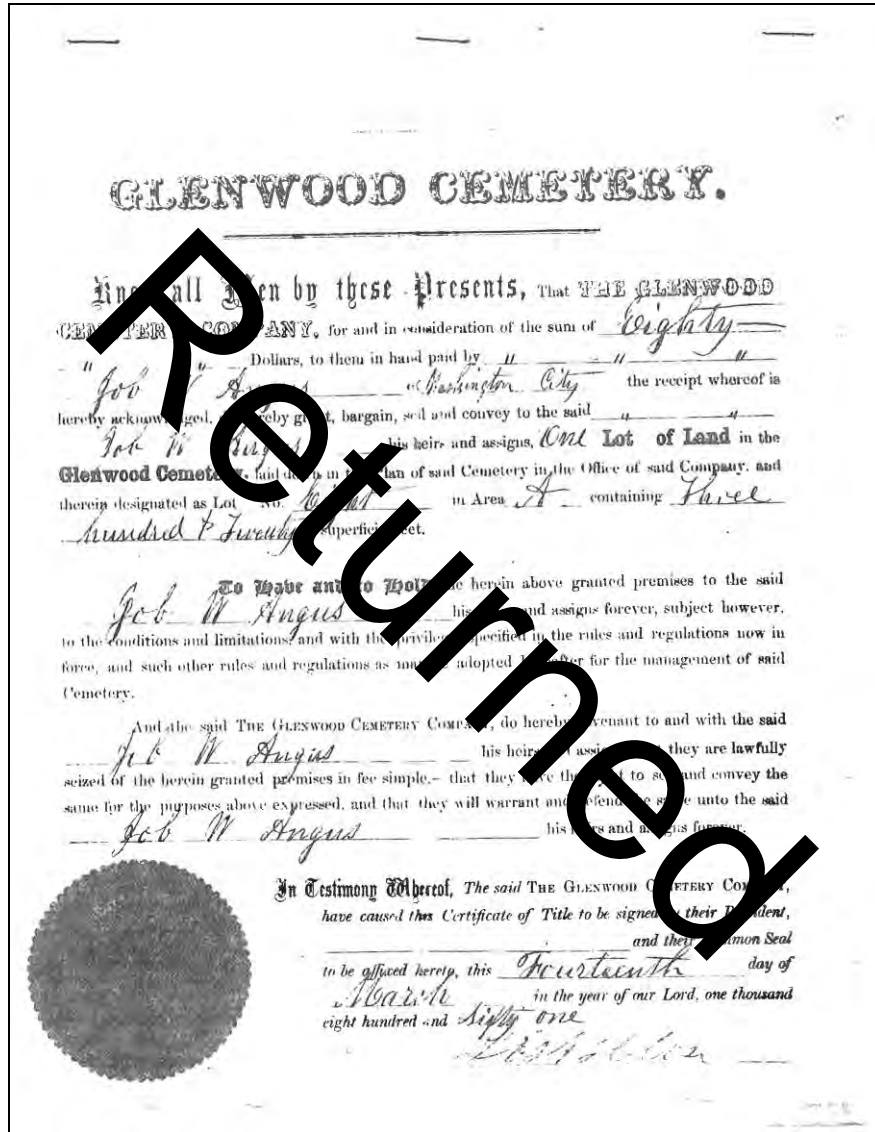 GLENWOOD CEMETERY.
all by these Presents, That THE GLENWOOD
COMPANY, for and in consideration of the sum of Eighty
" " Dollars, to them in hand paid by " " "
Job W Angus of Washington City the receipt whereof is
hereby acknowledged, hereby grant, bargain, sell and convey to the said " "
Job W Angus his heirs and assigns, One Lot of Land in the
Glenwood Cemetery, laid down in the Plan of said Cemetery in the Office of said Company, and
therein designated as Lot No. Eight in Area A containing Three
hundred & Twenty superficial feet.
To Have and to Hold the herein above granted premises to the said
Job W Angus his and assigns forever, subject however,
to the conditions and limitations, and with the privileges specified in the rules and regulations now in
force, and such other rules and regulations as may be adopted hereafter for the management of said
Cemetery.
And the said THE GLENWOOD CEMETERY COMPANY, do hereby covenant to and with the said
Job W Angus his heirs and assigns that they are lawfully
seized of the herein granted premises in fee simple,– that they have the right to sell and convey the
same for the purposes above expressed, and that they will warrant and defend the same unto the said
Job W Angus his heirs and assigns forever.
In Testimony Whereof, The said THE GLENWOOD CEMETERY COMPANY,
have caused this Certificate of Title to be signed by their President,
and their Common Seal
to be affixed hereto, this Fourteenth day of
March in the year of our Lord, one thousand
eight hundred and Sixty one
Returned